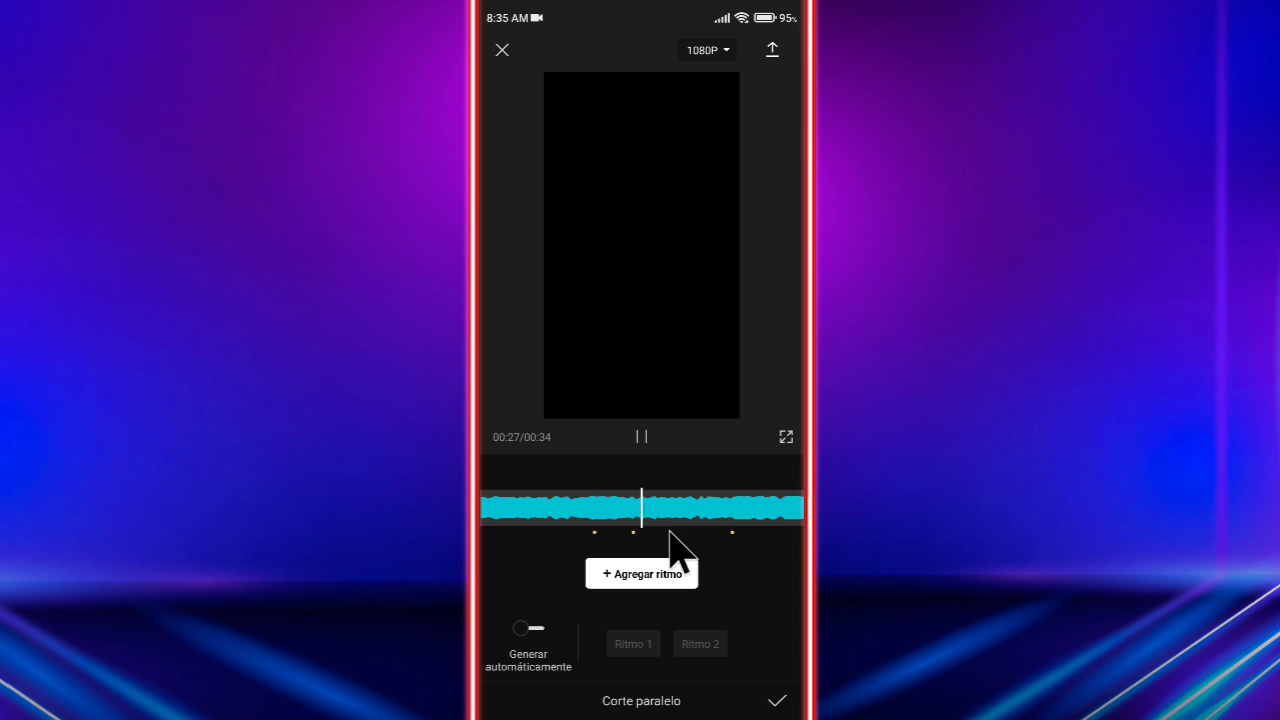 8:35 AM 95%
1080P
00:27/00:34
+ Agregar ritmo
Generar
automáticamente
Ritmo 1 Ritmo 2
Corte paralelo